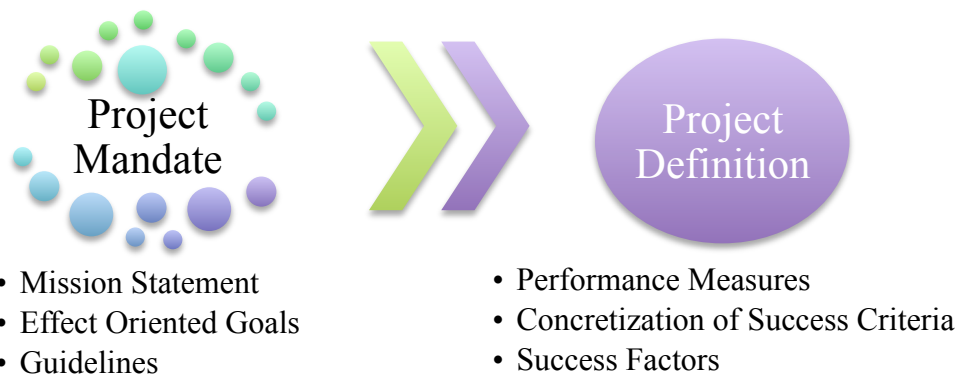 Project
Mandate
• Mission Statement
• Effect Oriented Goals
• Guidelines
Project
Definition
• Performance Measures
• Concretization of Success Criteria
• Success Factors